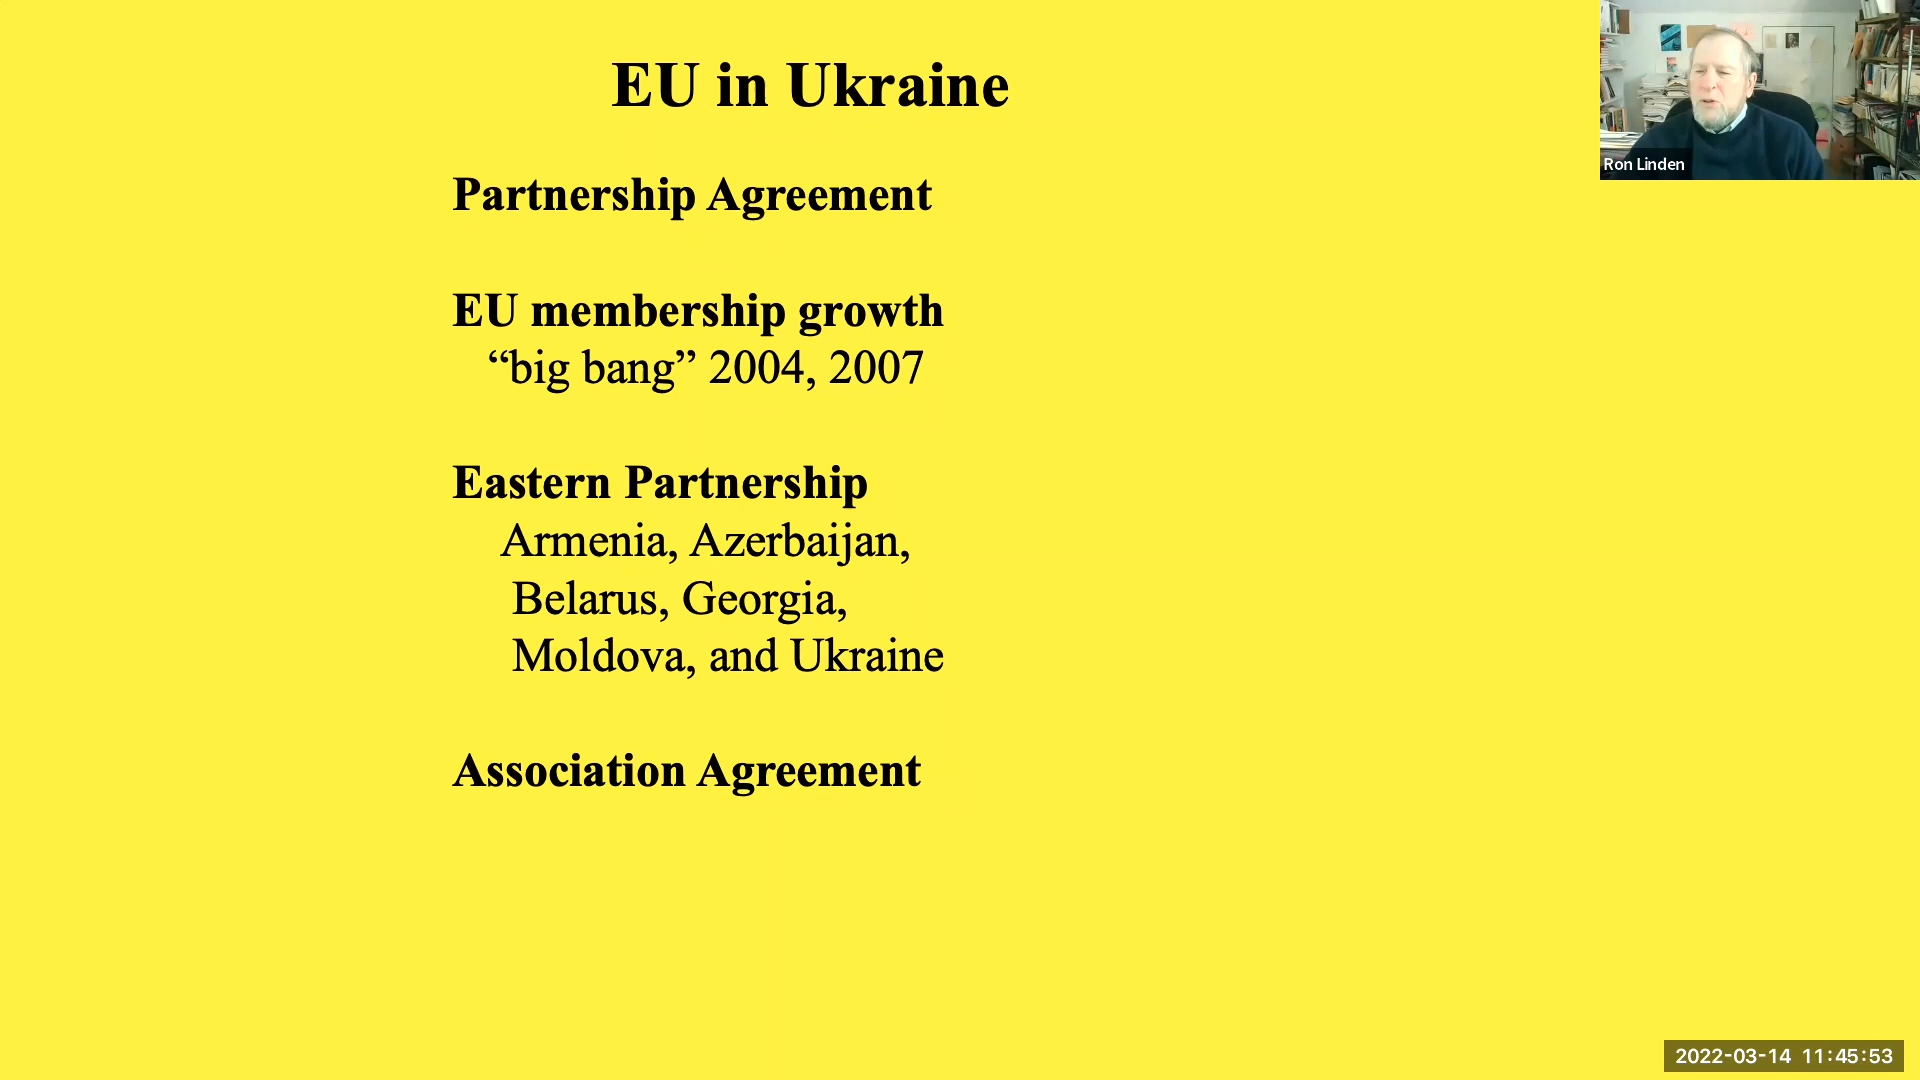 EU in Ukraine
Partnership Agreement
EU membership growth
“big bang” 2004, 2007
Eastern Partnership
Armenia, Azerbaijan,
Belarus, Georgia,
Moldova, and Ukraine
Association Agreement
Ron Linden
2022-03-14 11:45:53